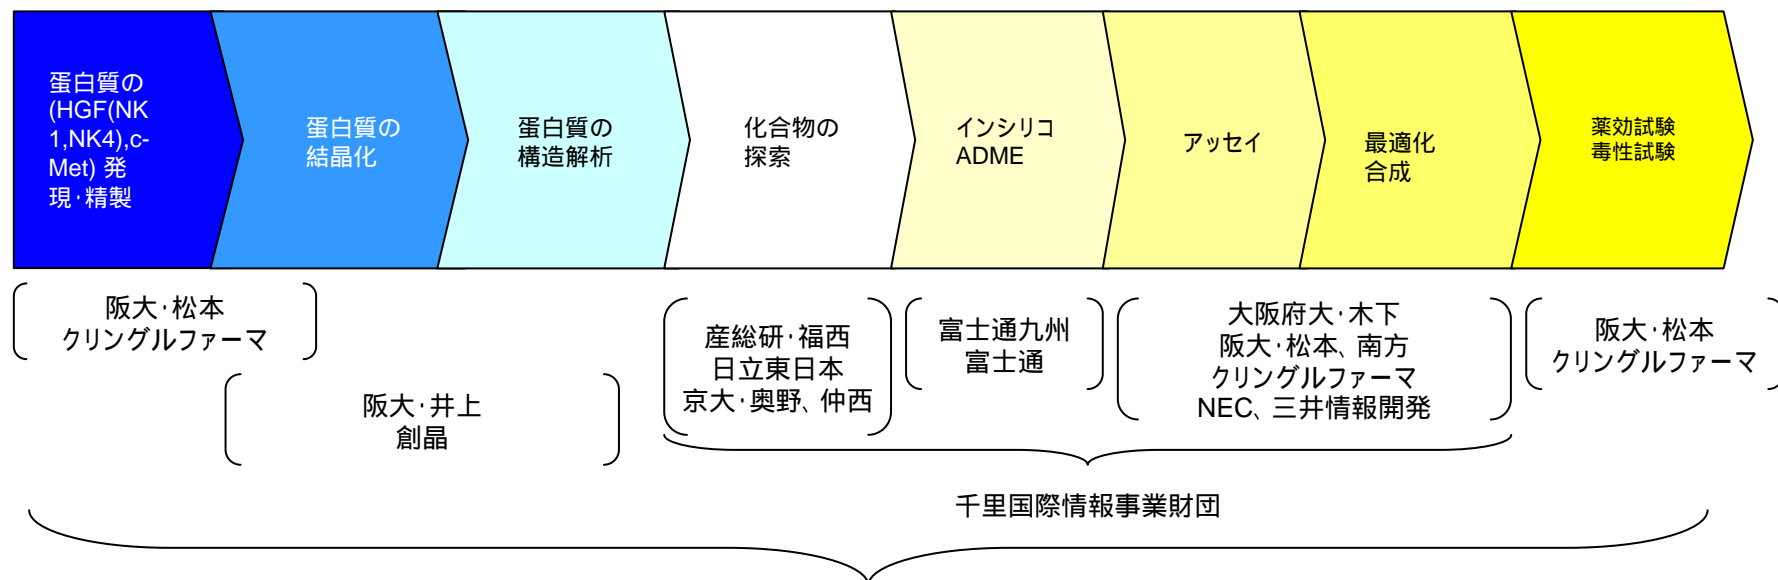 蛋白質の
(HGF(NK
1,NK4),c-
Met) 発
現・精製
蛋白質の
結晶化
蛋白質の
構造解析
化合物の
探索
インシリコ
ADME
アッセイ
最適化
合成
薬効試験
毒性試験
阪大・松本
クリングルファーマ
阪大・井上
創晶
産総研・福西
日立東日本
京大・奥野、仲西
富士通九州
富士通
大阪府大・木下
阪大・松本、南方
クリングルファーマ
NEC、三井情報開発
阪大・松本
クリングルファーマ
千里国際情報事業財団